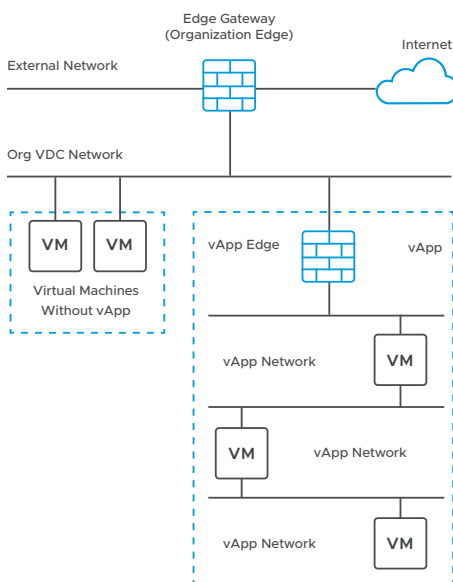 Edge Gateway
(Organization Edge)
Internet
External Network
Org VDC Network
VM
VM
Virtual Machines
Without vApp
vApp Edge
vApp
vApp Network
VM
VM
vApp Network
vApp Network
VM